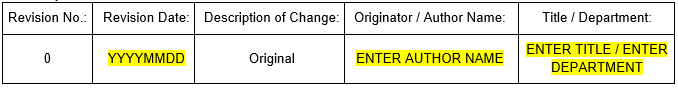 Revision No.: Revision Date: Description of Change: Originator / Author Name: Title / Department:
0 YYYYMMDD Original ENTER AUTHOR NAME ENTER TITLE / ENTER
DEPARTMENT